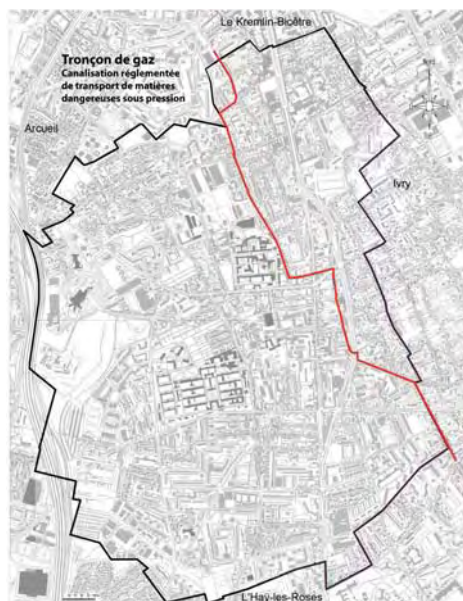 Le Kremlin-Bicêtre
Tronçon de gaz
Canalisation réglementée
de transport de matières
dangereuses sous pression
Arcueil
Ivry
L'Haÿ-les-Roses